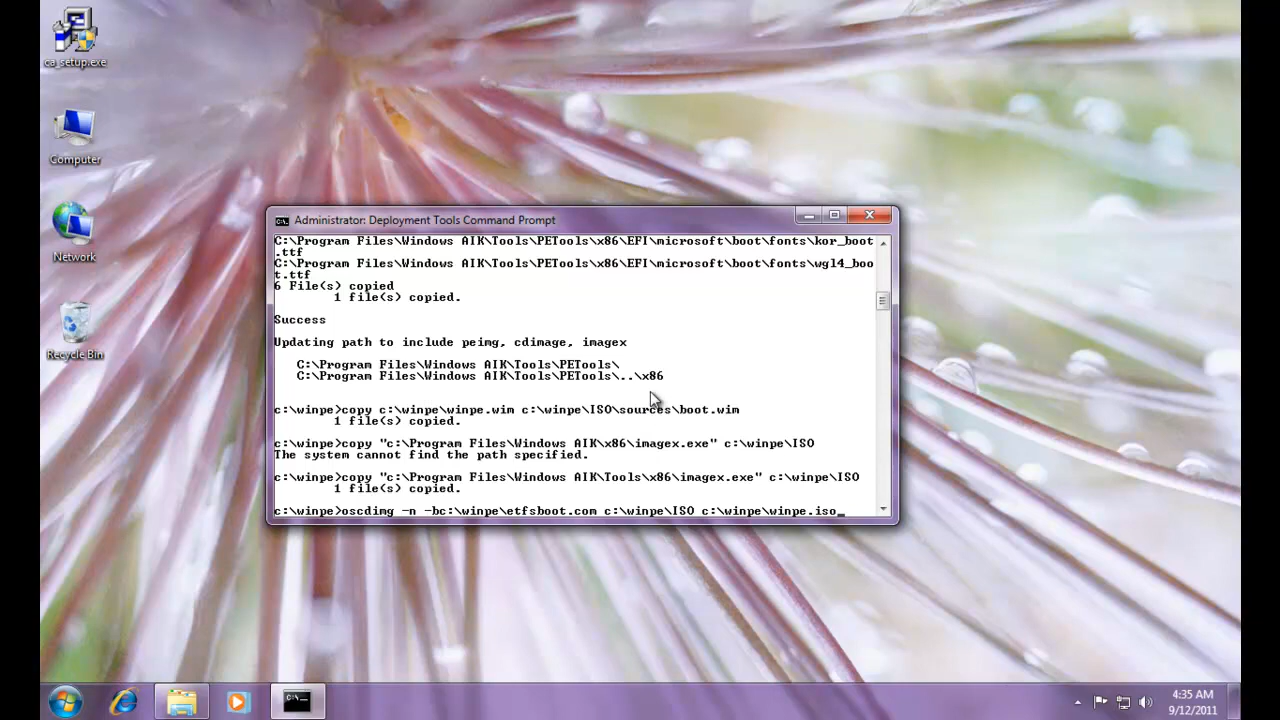 ca_setup.exe
Computer
Network
Recycle Bin
Administrator: Deployment Tools Command Prompt
C:\Program Files\Windows AIK\Tools\PETools\x86\EFI\microsoft\boot\fonts\kor_boot
.ttf
C:\Program Files\Windows AIK\Tools\PETools\x86\EFI\microsoft\boot\fonts\wgl4_boo
t.ttf
6 File(s) copied
1 file(s) copied.
Success
Updating path to include peimg, cdimage, imagex
C:\Program Files\Windows AIK\Tools\PETools\
C:\Program Files\Windows AIK\Tools\PETools\..\x86
c:\winpe>copy c:\winpe\winpe.wim c:\winpe\ISO\sources\boot.wim
1 file(s) copied.
c:\winpe>copy "c:\Program Files\Windows AIK\x86\imagex.exe" c:\winpe\ISO
The system cannot find the path specified.
c:\winpe>copy "c:\Program Files\Windows AIK\Tools\x86\imagex.exe" c:\winpe\ISO
1 file(s) copied.
c:\winpe>oscdimg -n -bc:\winpe\etfsboot.com c:\winpe\ISO c:\winpe\winpe.iso_
4:35 AM
9/12/2011